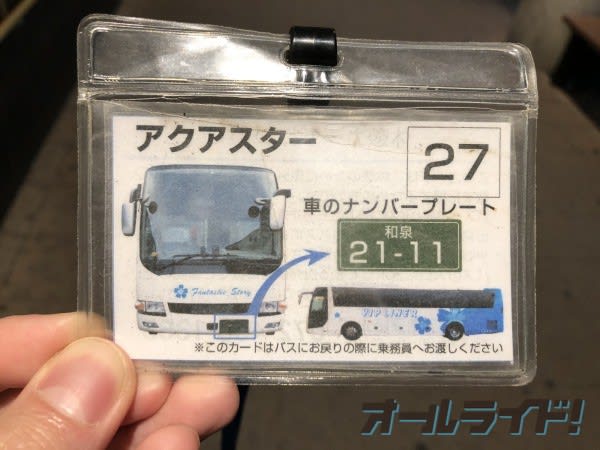 アクアスター
27
車のナンバープレート
和泉
21-11
Fantastic Story
VIP LINER
※このカードはバスにお戻りの際に乗務員へお渡しください
オールライド!